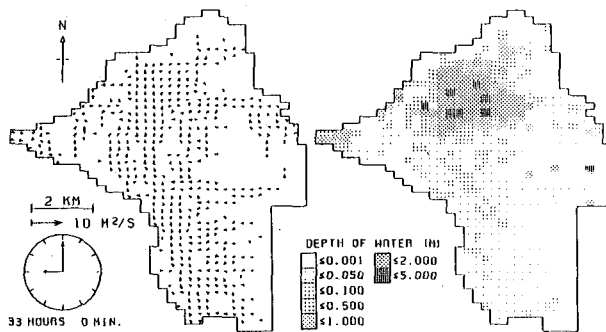 N
2 KM
10 M²/S
33 HOURS 0 MIN.
DEPTH OF WATER (M)
≤0.001
≤0.050
≤0.100
≤0.500
≤1.000
≤2.000
≤5.000